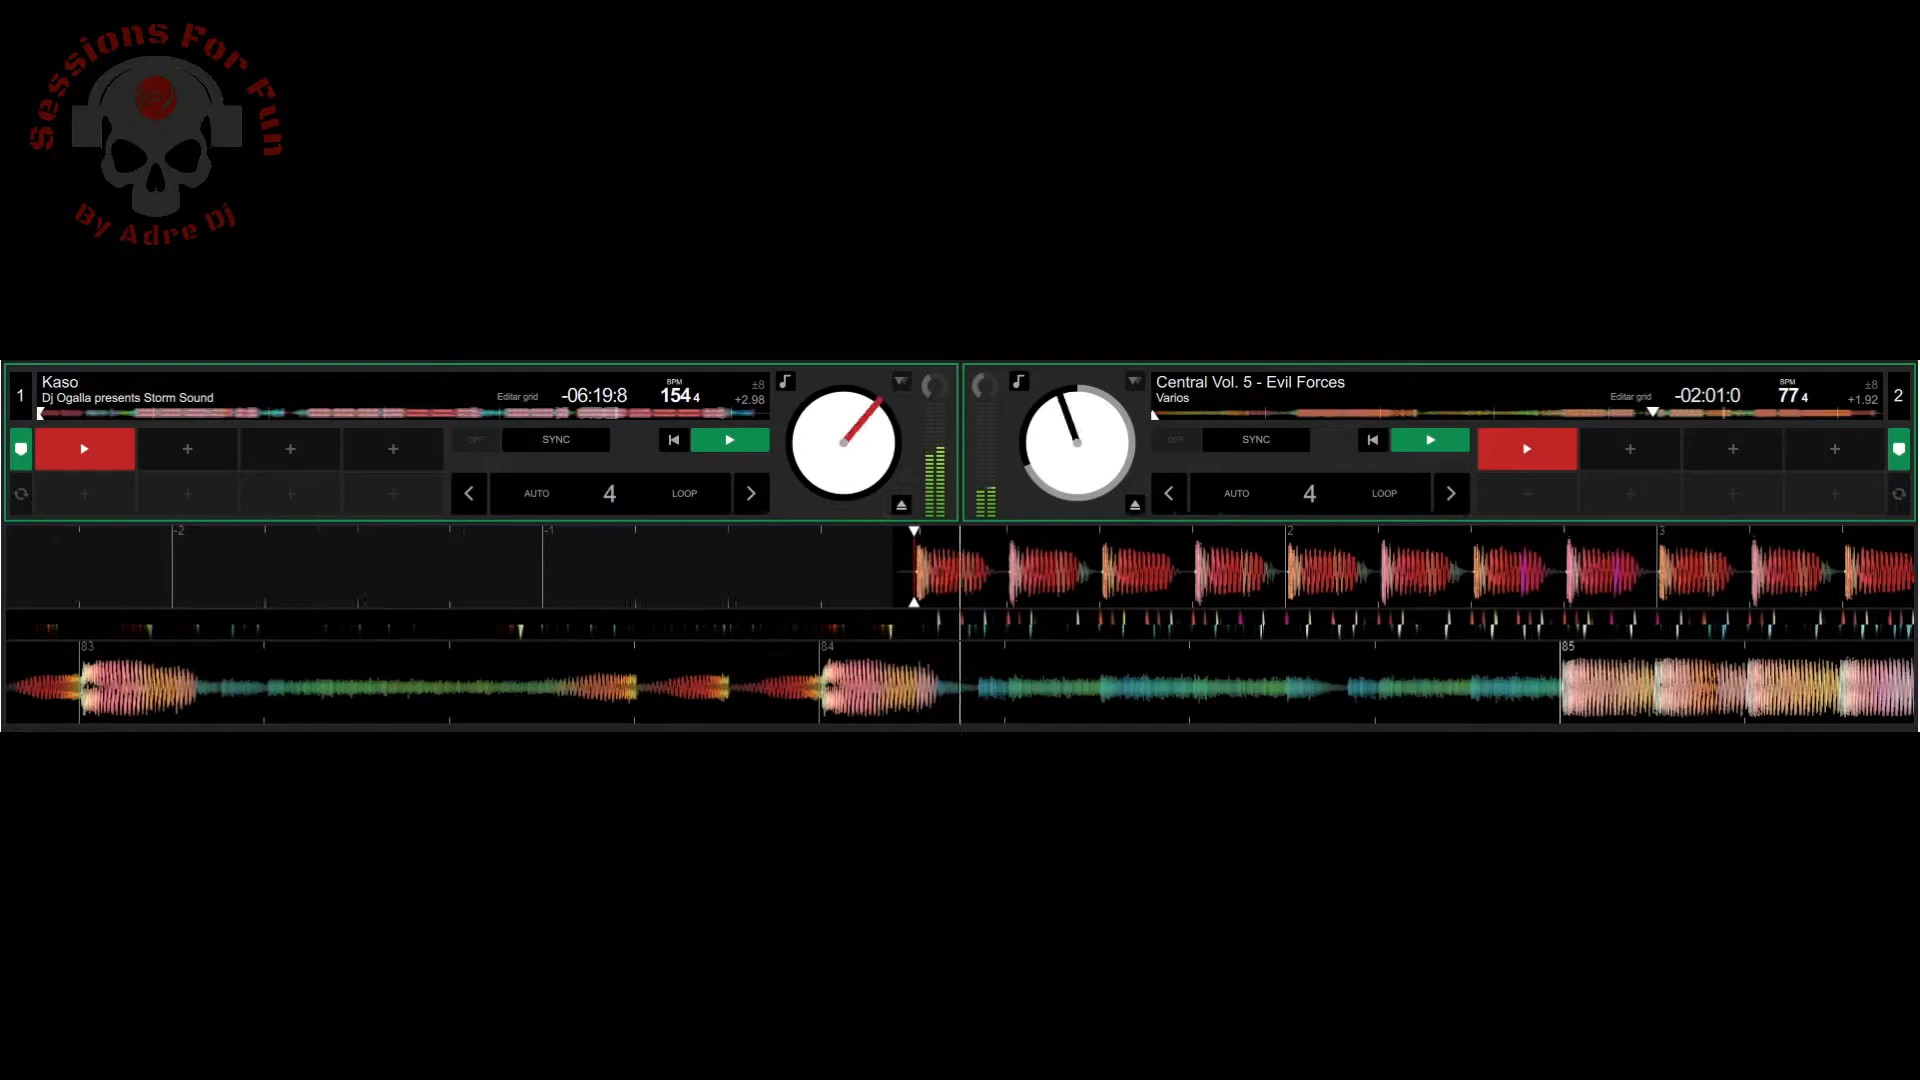 Sessions For Fun
By Adre Dj
1
Kaso
Dj Ogalla presents Storm Sound
Editar grid
-06:19:8
BPM
154.4
±8
+2.98
OFF
SYNC
AUTO
4
LOOP
Central Vol. 5 - Evil Forces
Varios
Editar grid
-02:01:0
BPM
77.4
±8
+1.92
2
OFF
SYNC
AUTO
4
LOOP
-2
-1
2
3
83
84
85